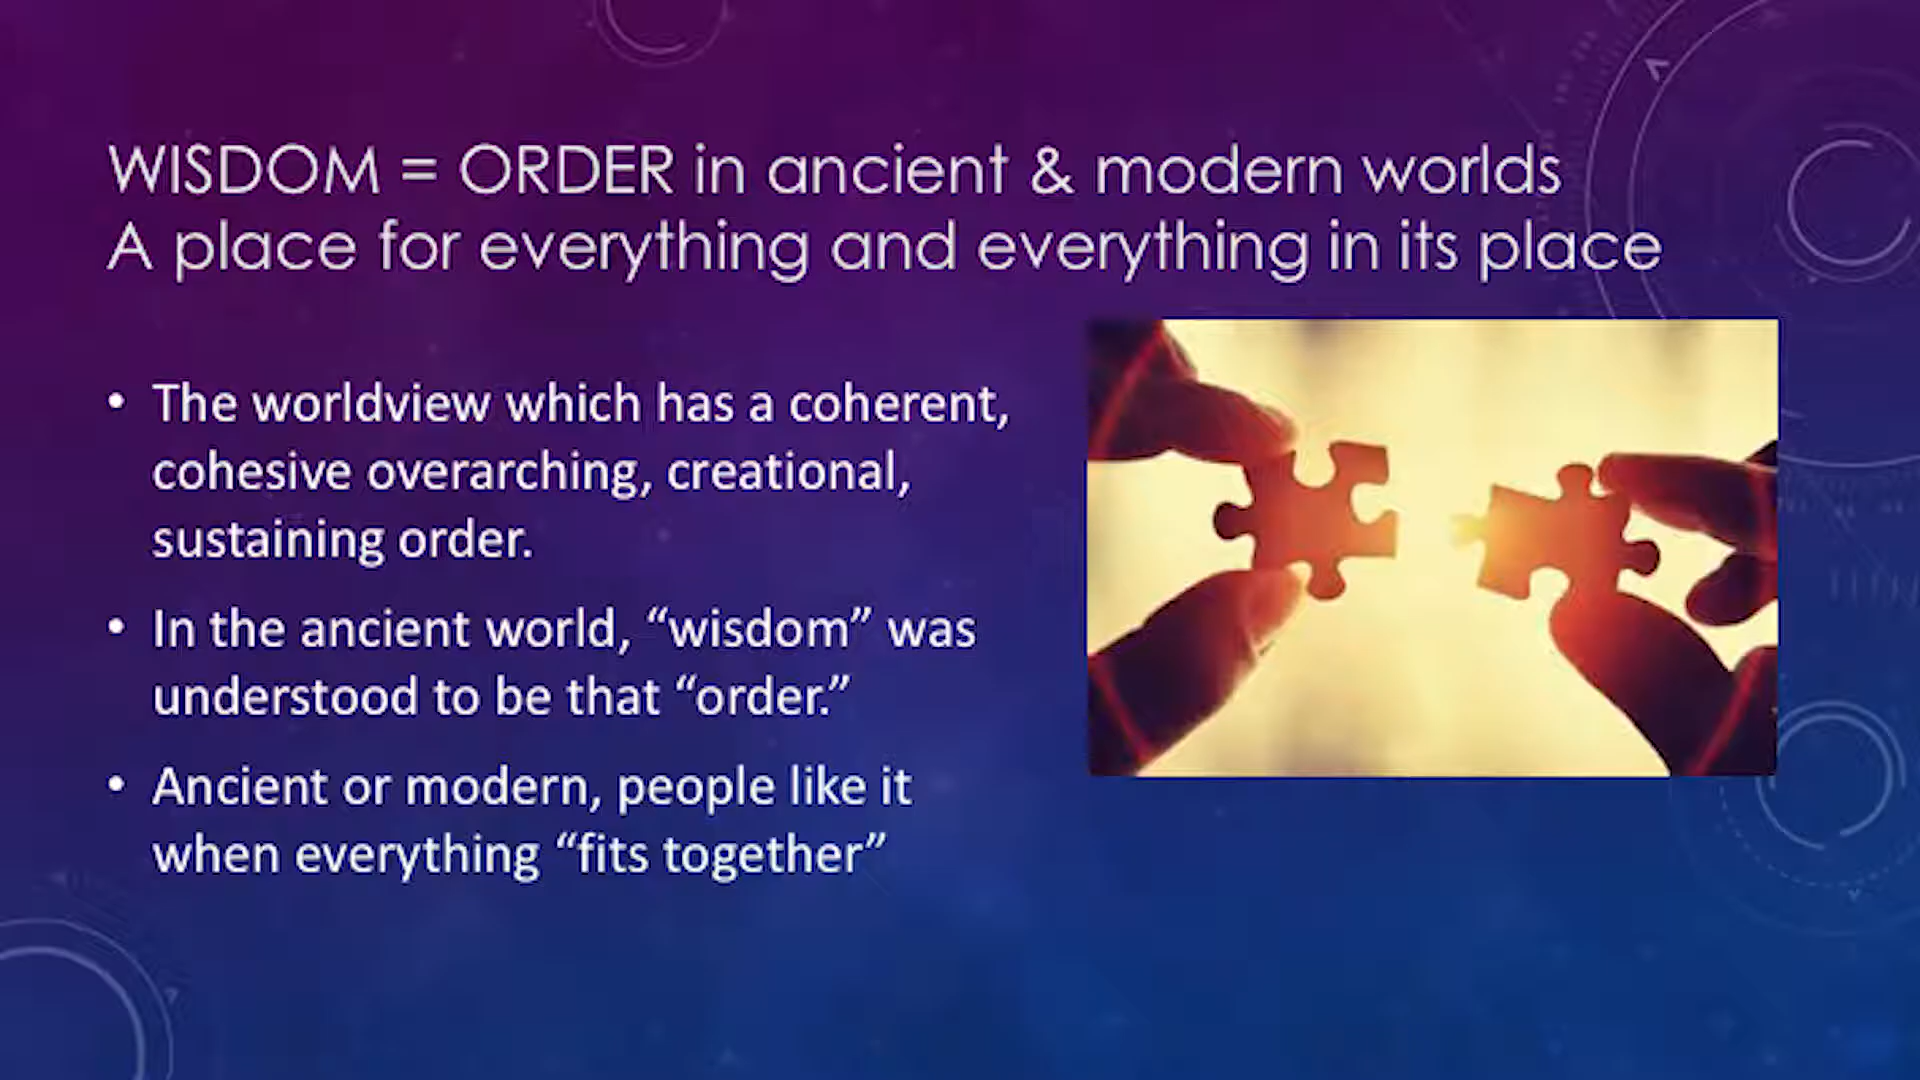 WISDOM = ORDER in ancient & modern worlds
A place for everything and everything in its place
• The worldview which has a coherent,
cohesive overarching, creational,
sustaining order.
• In the ancient world, “wisdom” was
understood to be that “order.”
• Ancient or modern, people like it
when everything “fits together”